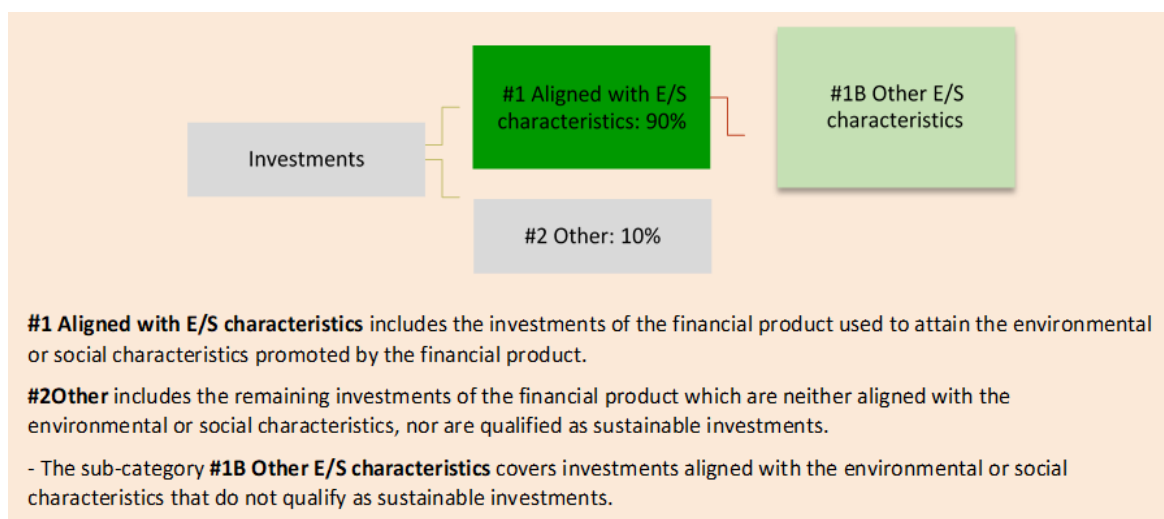 #1 Aligned with E/S
characteristics: 90%
#1B Other E/S
characteristics
Investments
#2 Other: 10%
#1 Aligned with E/S characteristics includes the investments of the financial product used to attain the environmental
or social characteristics promoted by the financial product.
#2Other includes the remaining investments of the financial product which are neither aligned with the
environmental or social characteristics, nor are qualified as sustainable investments.
- The sub-category #1B Other E/S characteristics covers investments aligned with the environmental or social
characteristics that do not qualify as sustainable investments.